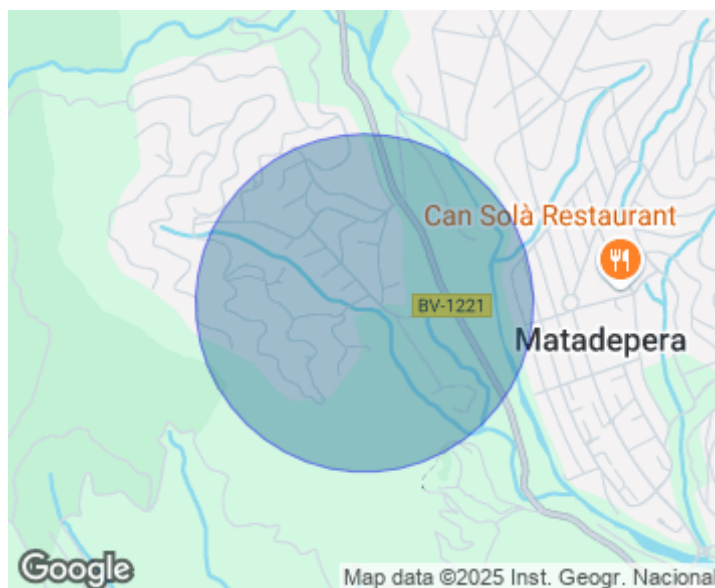 Can Solà Restaurant
BV-1221
Matadepera
Google
Map data ©2025 Inst. Geogr. Nacional